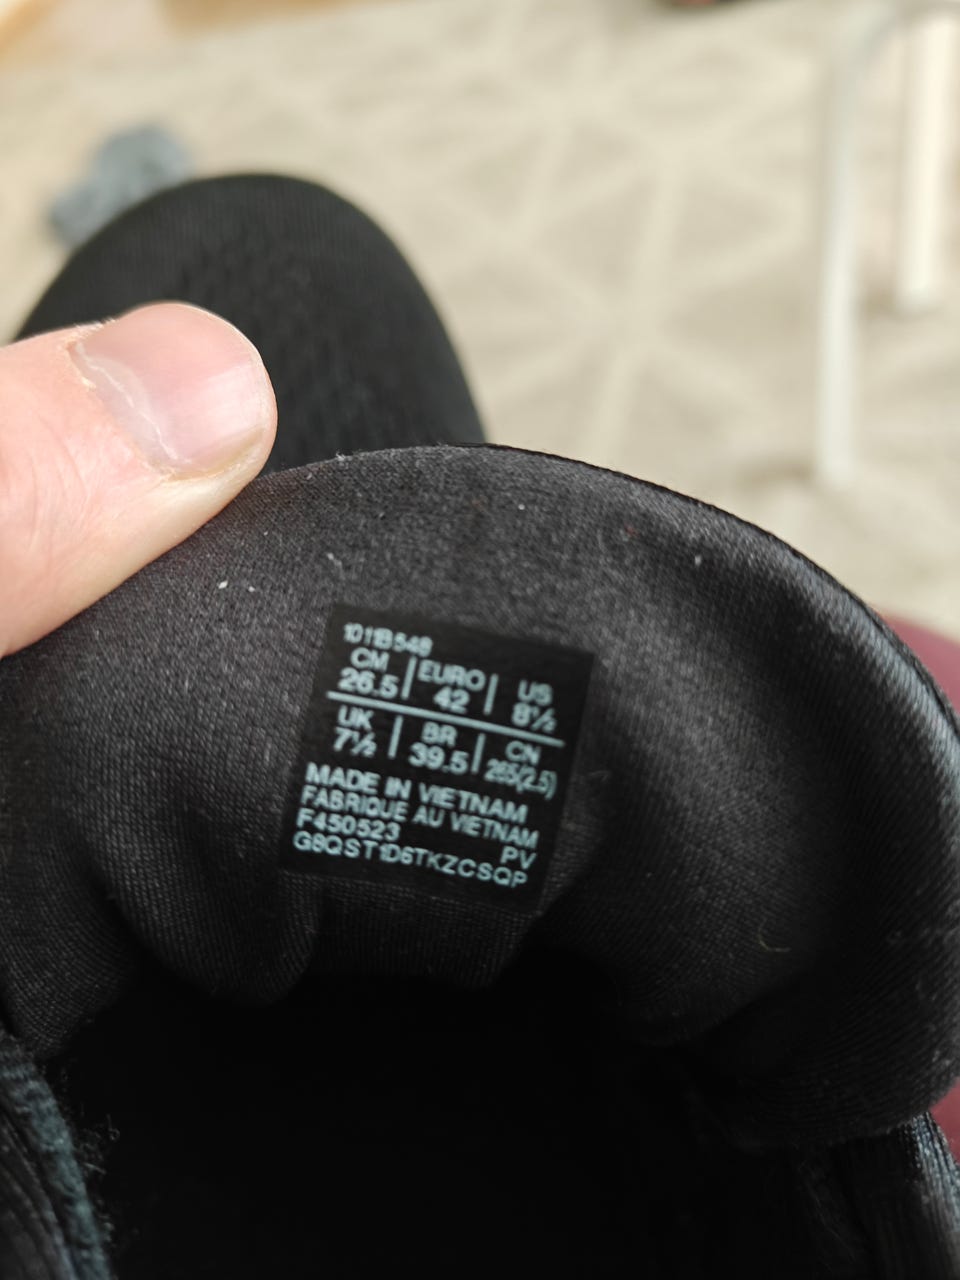 1011B548
CM | EURO | US
26.5 | 42 | 8½
UK | BR | CN
7½ | 39.5 | 265(2.5)
MADE IN VIETNAM
FABRIQUE AU VIETNAM
F450523 PV
G9QST1D6TKZCSQP